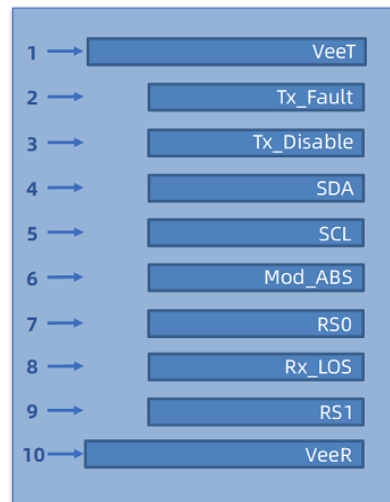 1 VeeT
2 Tx_Fault
3 Tx_Disable
4 SDA
5 SCL
6 Mod_ABS
7 RS0
8 Rx_LOS
9 RS1
10 VeeR